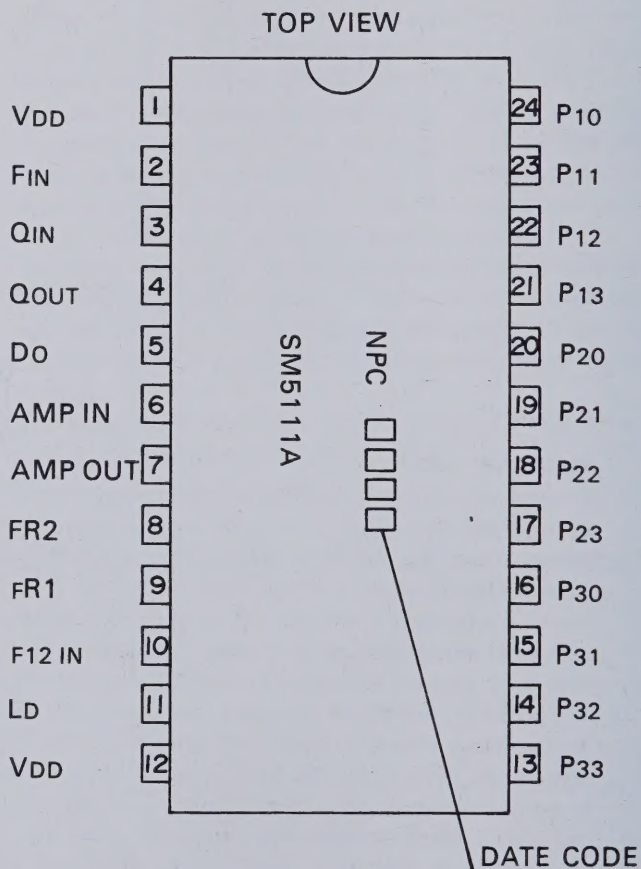 TOP VIEW
VDD 1 24 P10
FIN 2 23 P11
QIN 3 22 P12
QOUT 4 21 P13
DO 5 20 P20
AMP IN 6 19 P21
AMP OUT 7 18 P22
FR2 8 17 P23
FR1 9 16 P30
F12 IN 10 15 P31
LD 11 14 P32
VDD 12 13 P33
SM5111A
NPC
DATE CODE